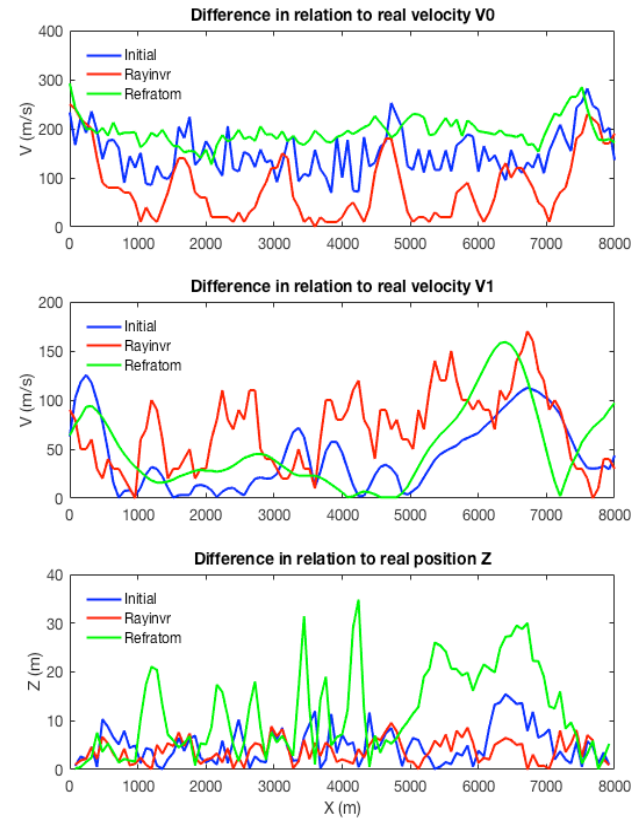 Difference in relation to real velocity V0
400
300
200
100
0
V (m/s)
Initial
Rayinvr
Refratom
0 1000 2000 3000 4000 5000 6000 7000 8000
Difference in relation to real velocity V1
200
150
100
50
0
V (m/s)
Initial
Rayinvr
Refratom
0 1000 2000 3000 4000 5000 6000 7000 8000
Difference in relation to real position Z
40
30
20
10
0
Z (m)
Initial
Rayinvr
Refratom
0 1000 2000 3000 4000 5000 6000 7000 8000
X (m)